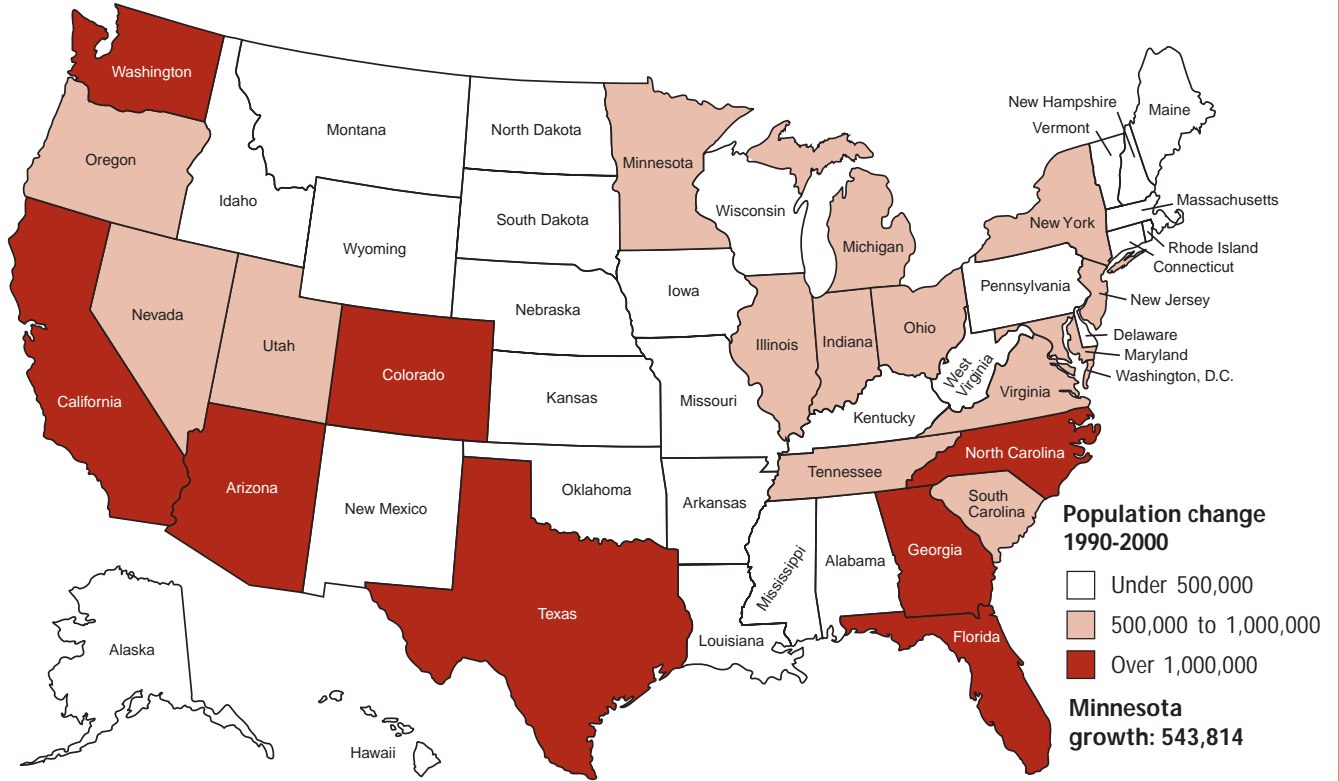 Washington
Oregon
California
Nevada
Idaho
Montana
Wyoming
Utah
Arizona
Colorado
New Mexico
North Dakota
South Dakota
Nebraska
Kansas
Oklahoma
Texas
Minnesota
Iowa
Missouri
Arkansas
Louisiana
Wisconsin
Illinois
Michigan
Indiana
Ohio
Kentucky
Tennessee
Mississippi
Alabama
Georgia
Florida
South
Carolina
North Carolina
Virginia
West
Virginia
Pennsylvania
New York
New Hampshire
Vermont
Maine
Massachusetts
Rhode Island
Connecticut
New Jersey
Delaware
Maryland
Washington, D.C.
Alaska
Hawaii
Population change
1990-2000
Under 500,000
500,000 to 1,000,000
Over 1,000,000
Minnesota
growth: 543,814